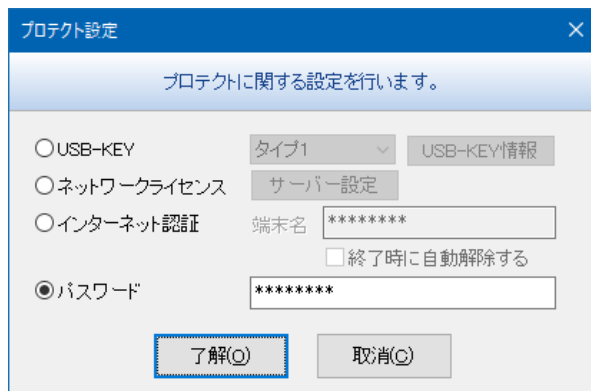 プロテクト設定
プロテクトに関する設定を行います。
USB-KEY タイプ1 USB-KEY情報
ネットワークライセンス サーバー設定
インターネット認証 端末名 ********
終了時に自動解除する
パスワード ********
了解(O) 取消(C)